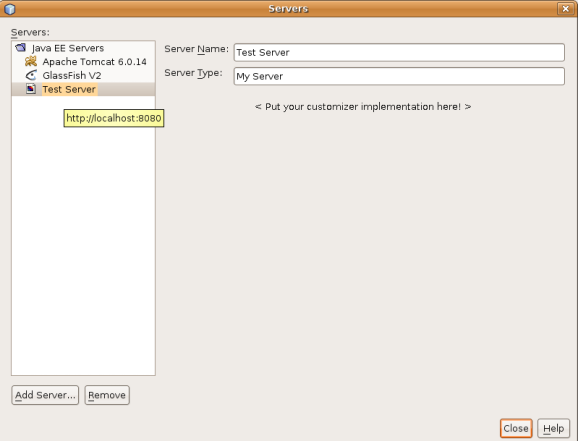 Servers
Servers:
Java EE Servers
Apache Tomcat 6.0.14
GlassFish V2
Test Server
http://localhost:8080
Server Name: Test Server
Server Type: My Server
< Put your customizer implementation here! >
Add Server... Remove
Close Help